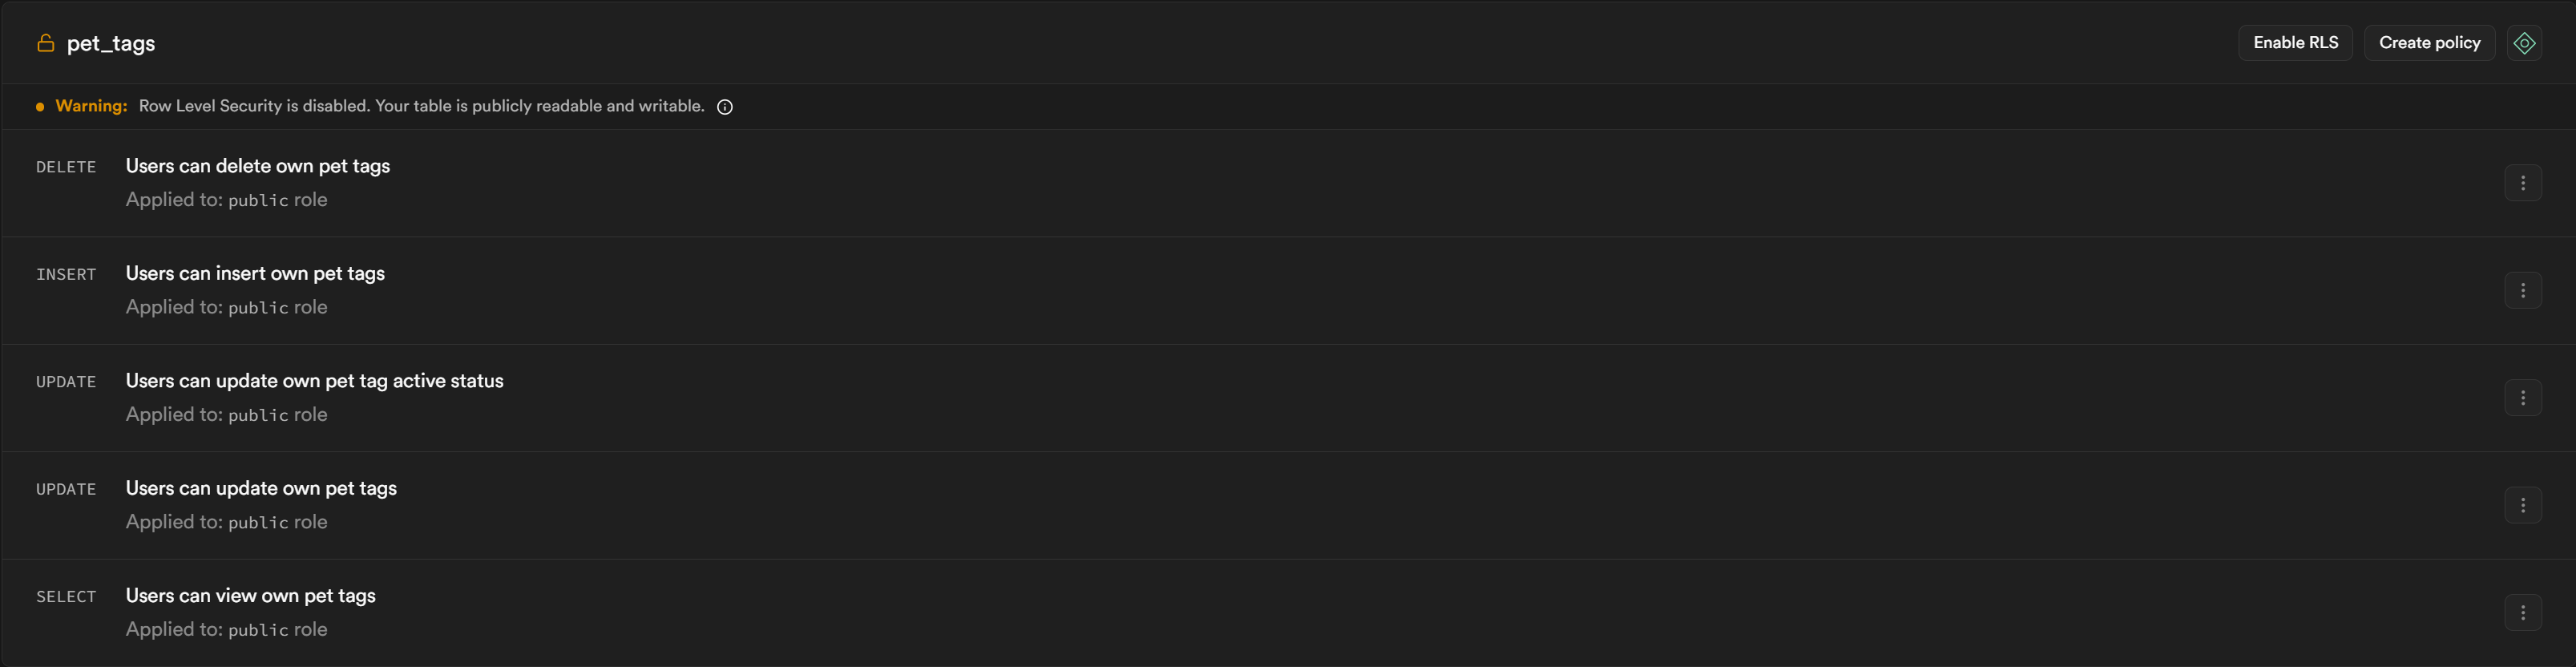 pet_tags
Enable RLS
Create policy
Warning: Row Level Security is disabled. Your table is publicly readable and writable.
DELETE Users can delete own pet tags
Applied to: public role
INSERT Users can insert own pet tags
Applied to: public role
UPDATE Users can update own pet tag active status
Applied to: public role
UPDATE Users can update own pet tags
Applied to: public role
SELECT Users can view own pet tags
Applied to: public role